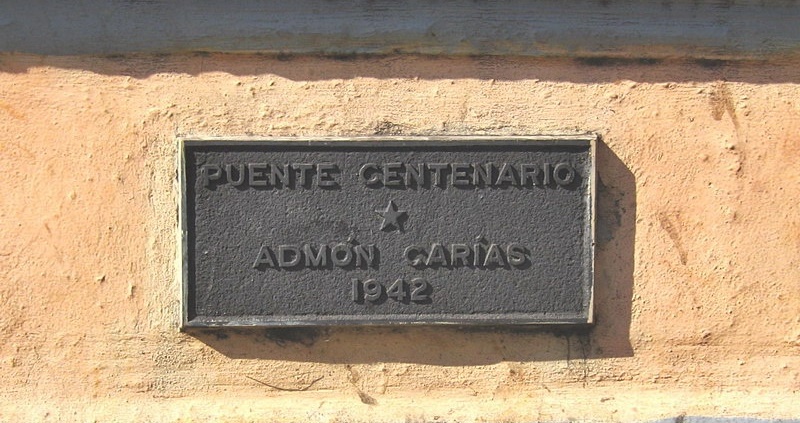 PUENTE CENTENARIO
ADMÓN CARÍAS
1942